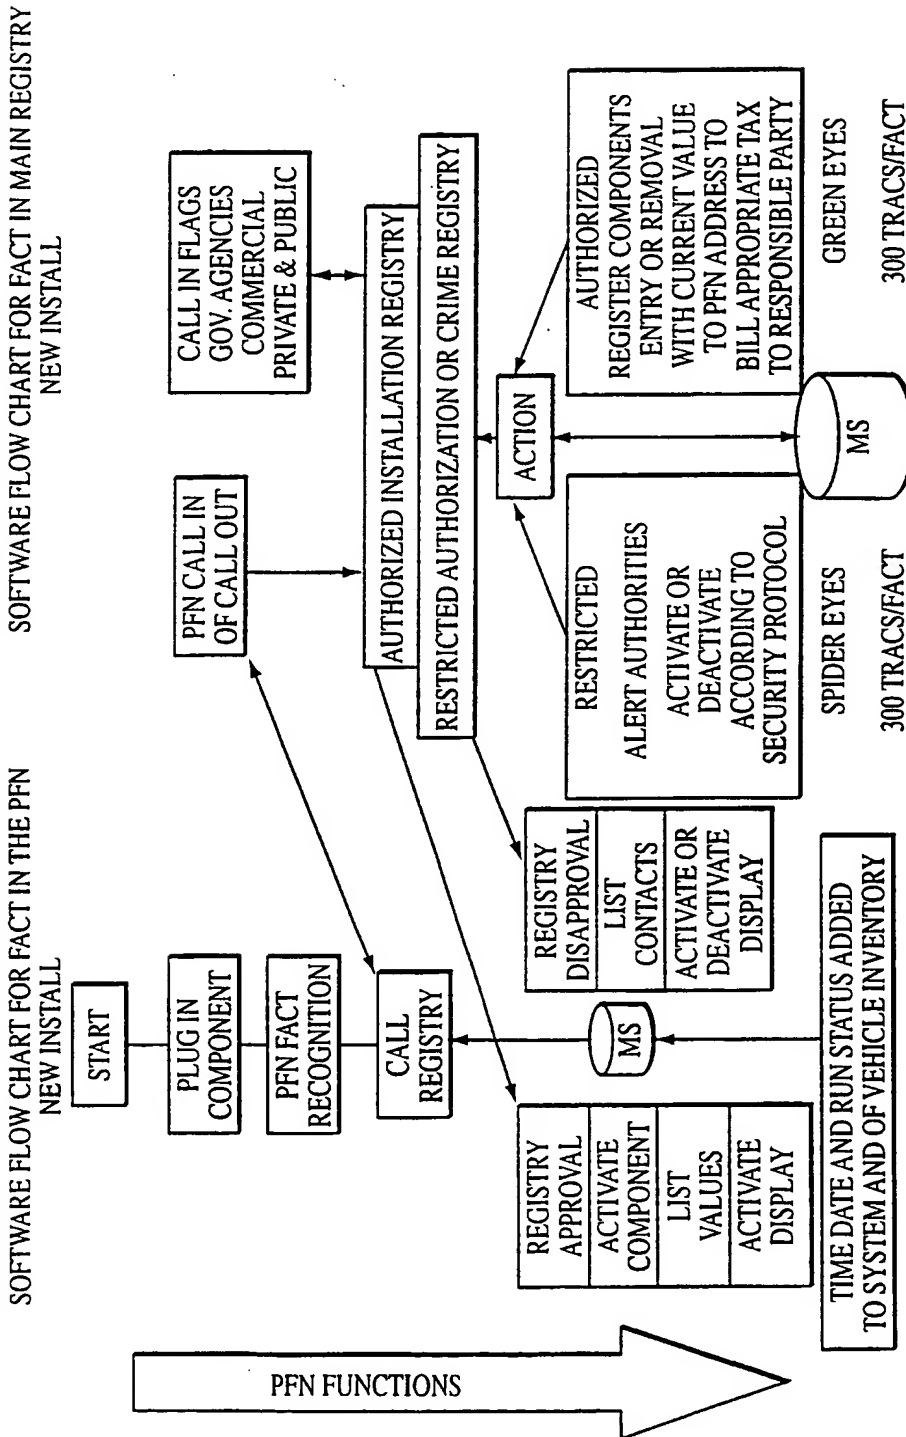 SOFTWARE FLOW CHART FOR FACT IN THE PFN
NEW INSTALL
START
PLUG IN
COMPONENT
PFN FACT
RECOGNITION
CALL
REGISTRY
MS
REGISTRY
APPROVAL
ACTIVATE
COMPONENT
LIST
VALUES
ACTIVATE
DISPLAY
REGISTRY
DISAPPROVAL
LIST
CONTACTS
ACTIVATE OR
DEACTIVATE
DISPLAY
TIME DATE AND RUN STATUS ADDED
TO SYSTEM AND OF VEHICLE INVENTORY
PFN FUNCTIONS
SOFTWARE FLOW CHART FOR FACT IN MAIN REGISTRY
NEW INSTALL
PFN CALL IN
OF CALL OUT
CALL IN FLAGS
GOV. AGENCIES
COMMERCIAL
PRIVATE & PUBLIC
AUTHORIZED INSTALLATION REGISTRY
RESTRICTED AUTHORIZATION OR CRIME REGISTRY
ACTION
RESTRICTED
ALERT AUTHORITIES
ACTIVATE OR
DEACTIVATE
ACCORDING TO
SECURITY PROTOCOL
AUTHORIZED
REGISTER COMPONENTS
ENTRY OR REMOVAL
WITH CURRENT VALUE
TO PFN ADDRESS TO
BILL APPROPRIATE TAX
TO RESPONSIBLE PARTY
MS
SPIDER EYES
300 TRACS/FACT
GREEN EYES
300 TRACS/FACT